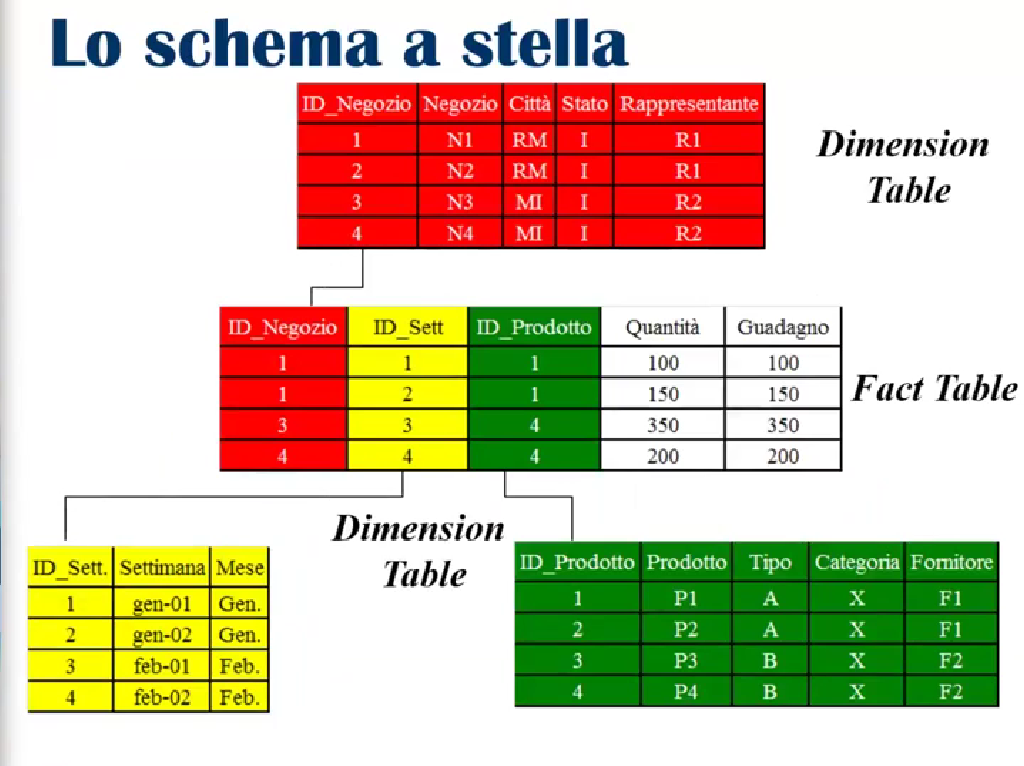 Lo schema a stella
ID_Negozio Negozio Città Stato Rappresentante
1 N1 RM I R1
2 N2 RM I R1
3 N3 MI I R2
4 N4 MI I R2
Dimension
Table
ID_Negozio ID_Sett ID_Prodotto Quantità Guadagno
1 1 1 100 100
1 2 1 150 150
3 3 4 350 350
4 4 4 200 200
Fact Table
Dimension
Table
ID_Sett. Settimana Mese
1 gen-01 Gen.
2 gen-02 Gen.
3 feb-01 Feb.
4 feb-02 Feb.
ID_Prodotto Prodotto Tipo Categoria Fornitore
1 P1 A X F1
2 P2 A X F1
3 P3 B X F2
4 P4 B X F2